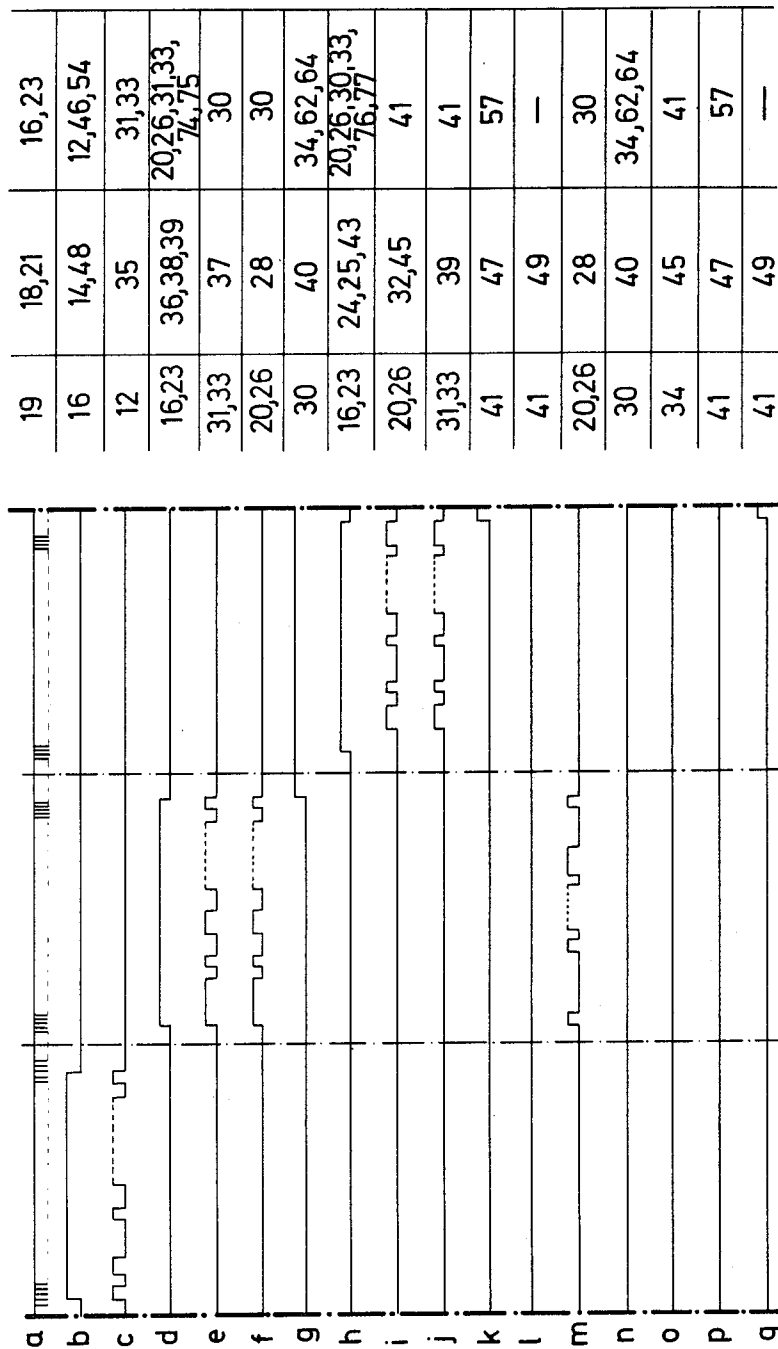 a 19 18,21 16,23
b 16 14,48 12,46,54
c 12 35 31,33
d 16,23 36,38,39 20,26,31,33,
74,75
e 31,33 37 30
f 20,26 28 30
g 30 40 34,62,64
h 16,23 24,25,43 20,26,30,33,
76,77
i 20,26 32,45 41
j 31,33 39 41
k 41 47 57
l 41 49 —
m 20,26 28 30
n 30 40 34,62,64
o 34 45 41
p 41 47 57
q 41 49 —